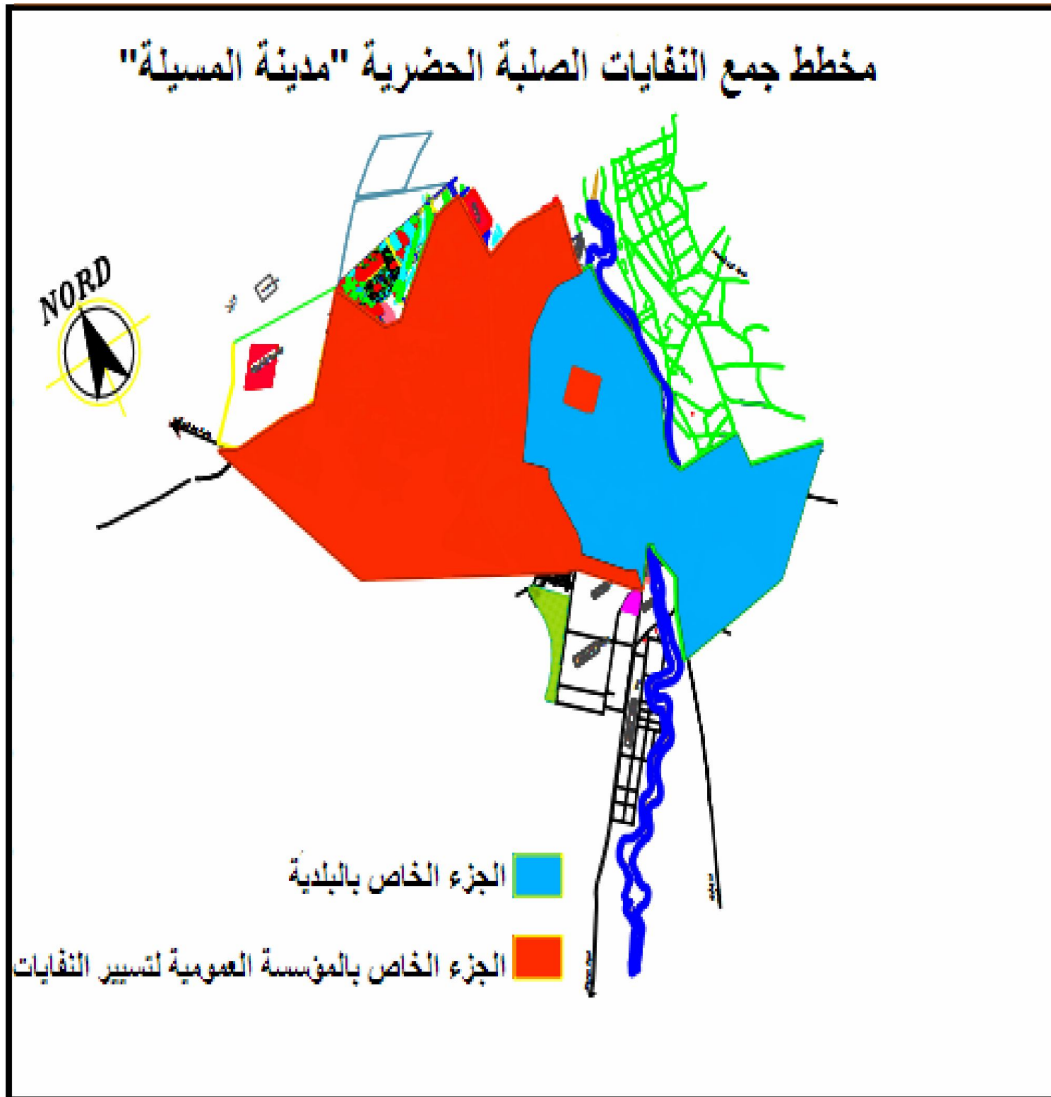 مخطط جمع النفايات الصلبة الحضرية "مدينة المسيلة"
NORD
الجزء الخاص بالبلدية
الجزء الخاص بالمؤسسة العمومية لتسيير النفايات